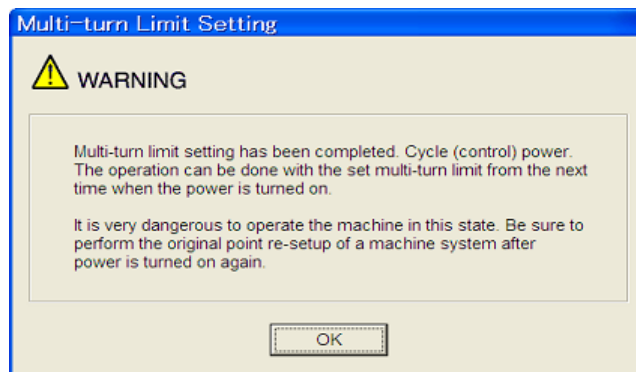 Multi-turn Limit Setting
WARNING
Multi-turn limit setting has been completed. Cycle (control) power.
The operation can be done with the set multi-turn limit from the next
time when the power is turned on.
It is very dangerous to operate the machine in this state. Be sure to
perform the original point re-setup of a machine system after
power is turned on again.
OK